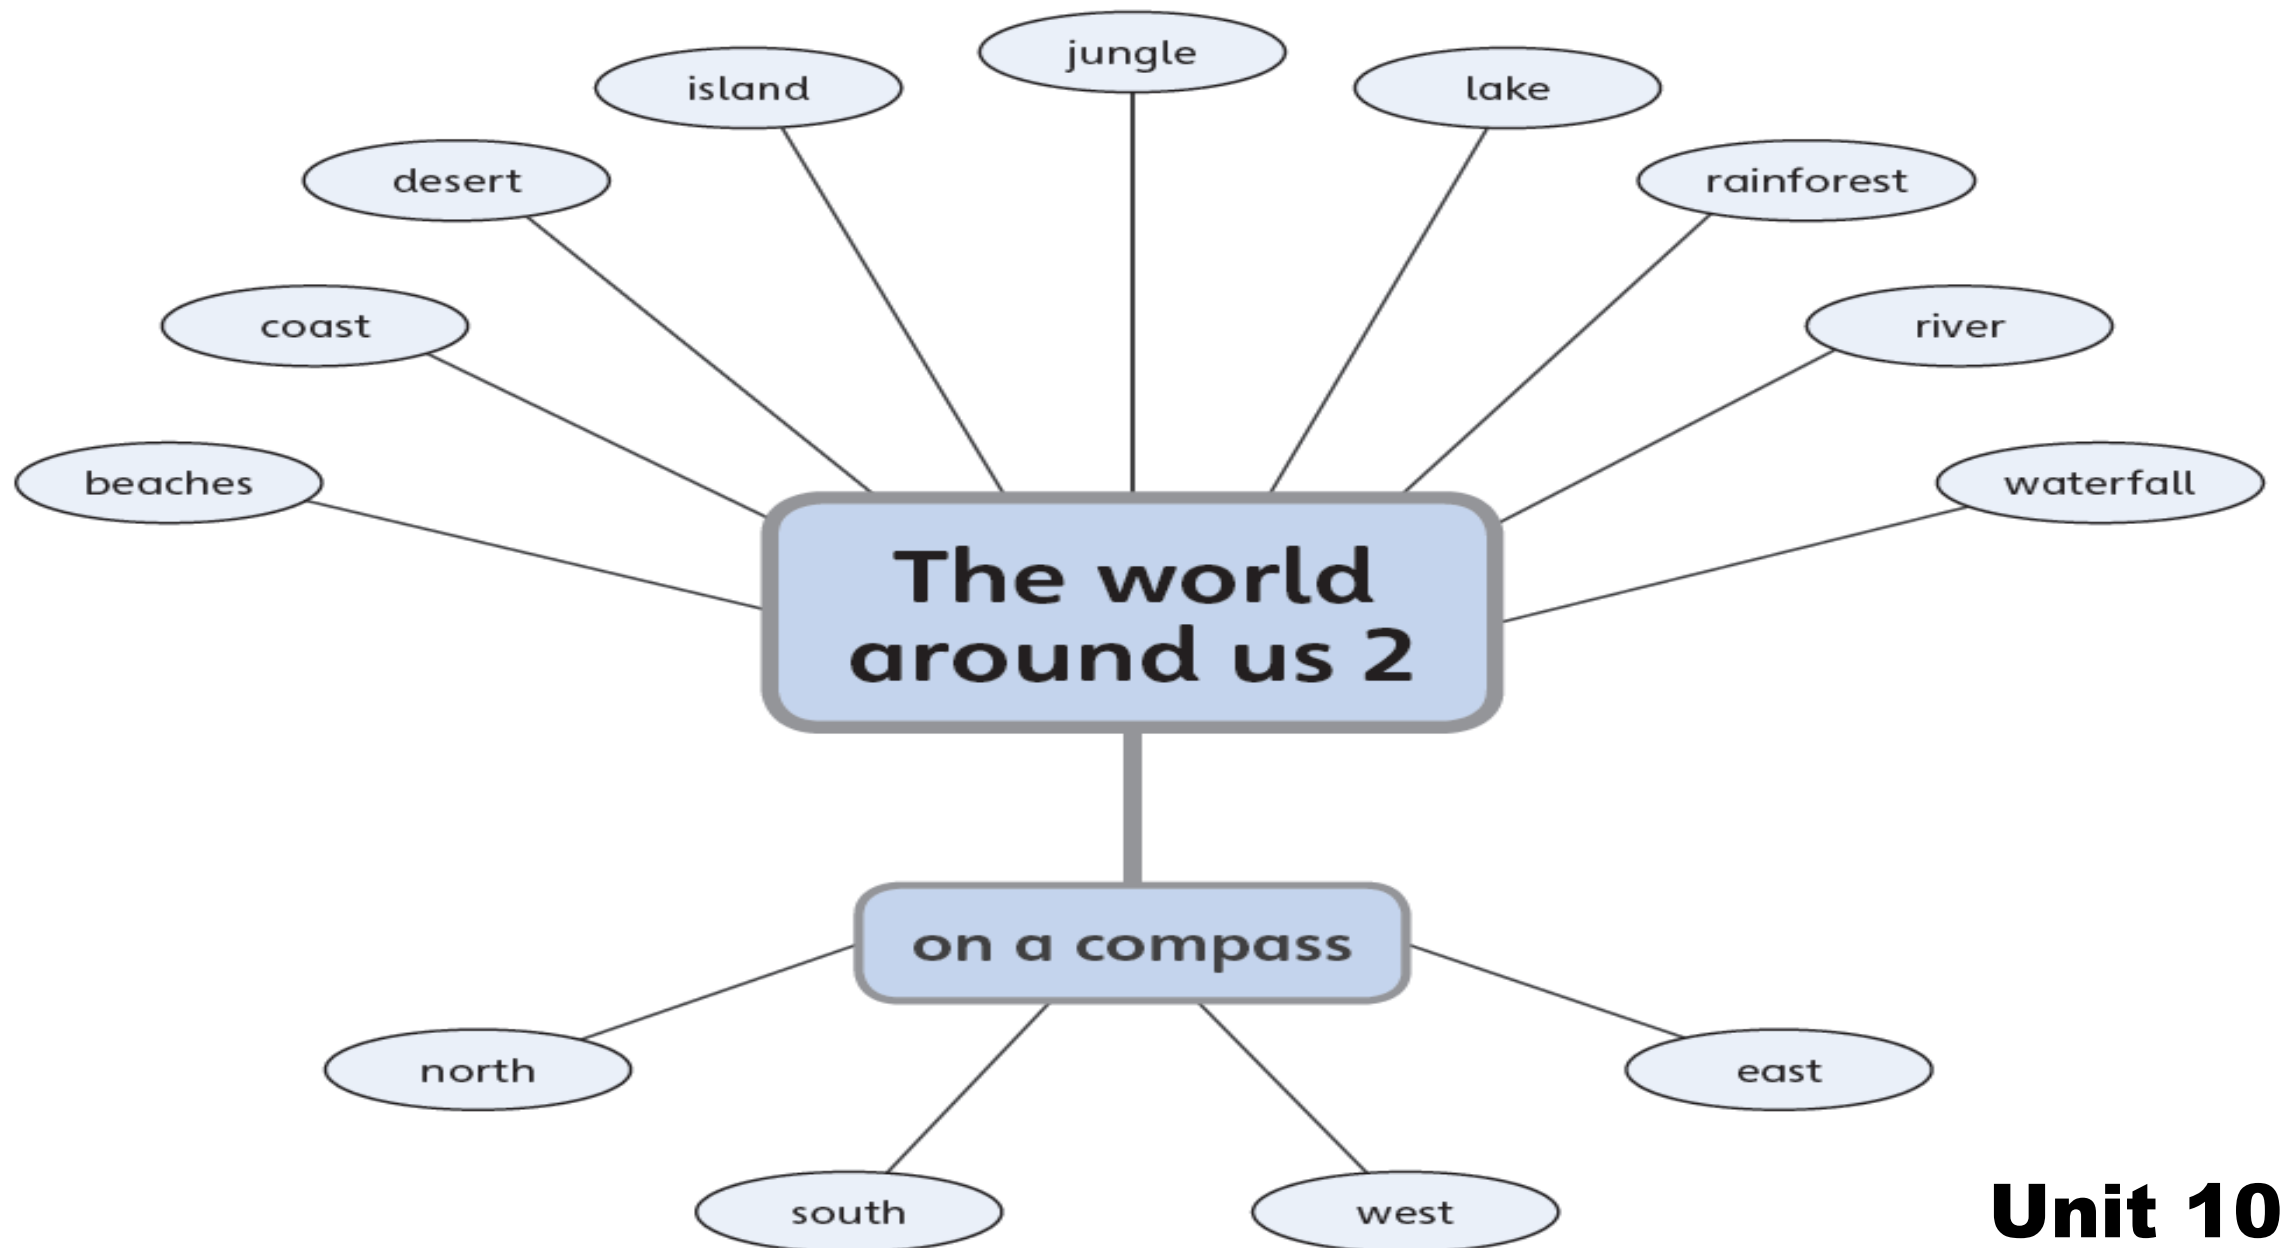 jungle
island
lake
desert
rainforest
coast
river
beaches
waterfall
The world
around us 2
on a compass
north
east
south
west
Unit 10